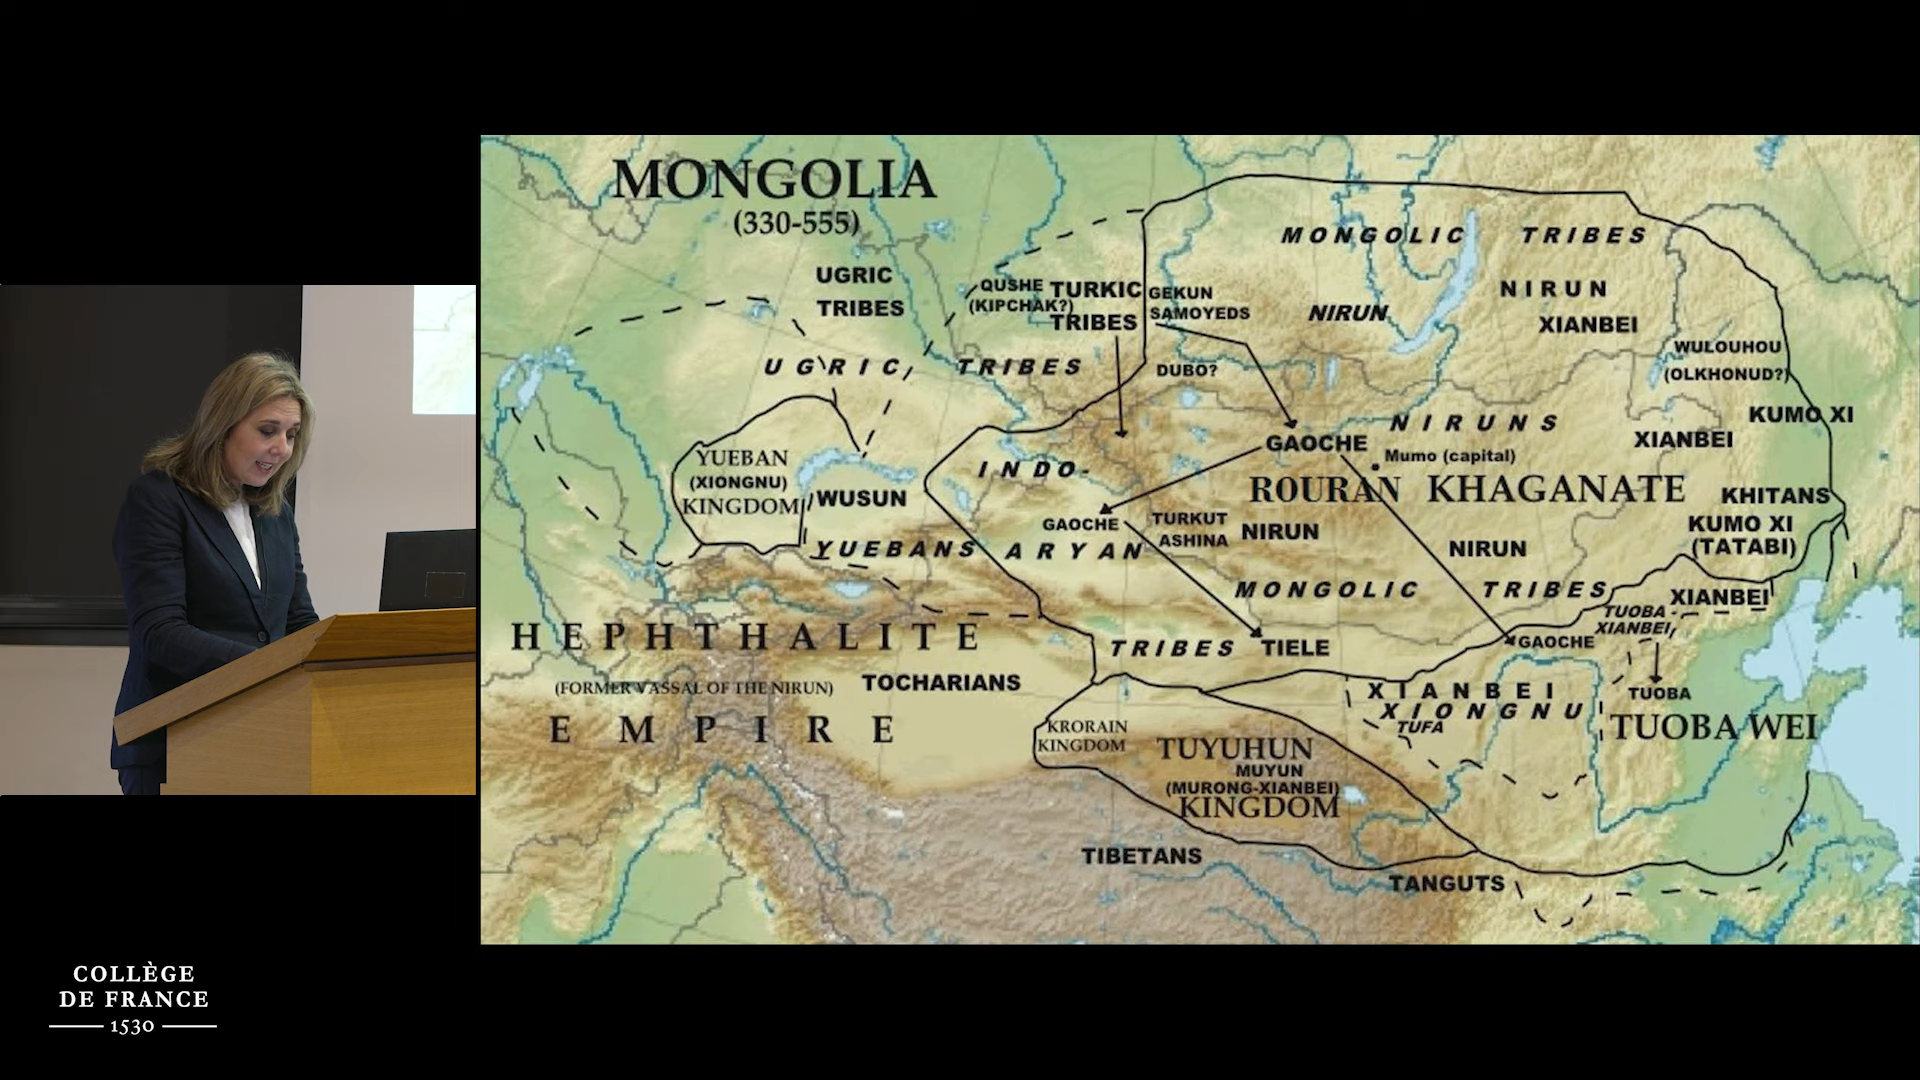 MONGOLIA
(330-555)
UGRIC
TRIBES
QUSHE
(KIPCHAK?)
TURKIC
TRIBES
GEKUN
SAMOYEDS
MONGOLIC TRIBES
NIRUN
NIRUN
XIANBEI
WULOUHOU
(OLKHONUD?)
UGRIC, TRIBES
DUBO?
KUMO XI
NIRUNS
XIANBEI
GAOCHE
Mumo (capital)
YUEBAN
(XIONGNU)
KINGDOM
WUSUN
INDO-
ROURAN KHAGANATE
KHITANS
KUMO XI
(TATABI)
GAOCHE
TURKUT
ASHINA
NIRUN
NIRUN
YUEBANS
ARYAN
MONGOLIC TRIBES
XIANBEI
TUOBA-
XIANBEI
HEPHTHALITE
TRIBES
TIELE
GAOCHE
(FORMER VASSAL OF THE NIRUN)
TOCHARIANS
XIANBEI
XIONGNU
TUFA
TUOBA
TUOBA WEI
EMPIRE
KRORAIN
KINGDOM
TUYUHUN
MUYUN
(MURONG-XIANBEI)
KINGDOM
TIBETANS
TANGUTS
COLLÈGE
DE FRANCE
1530